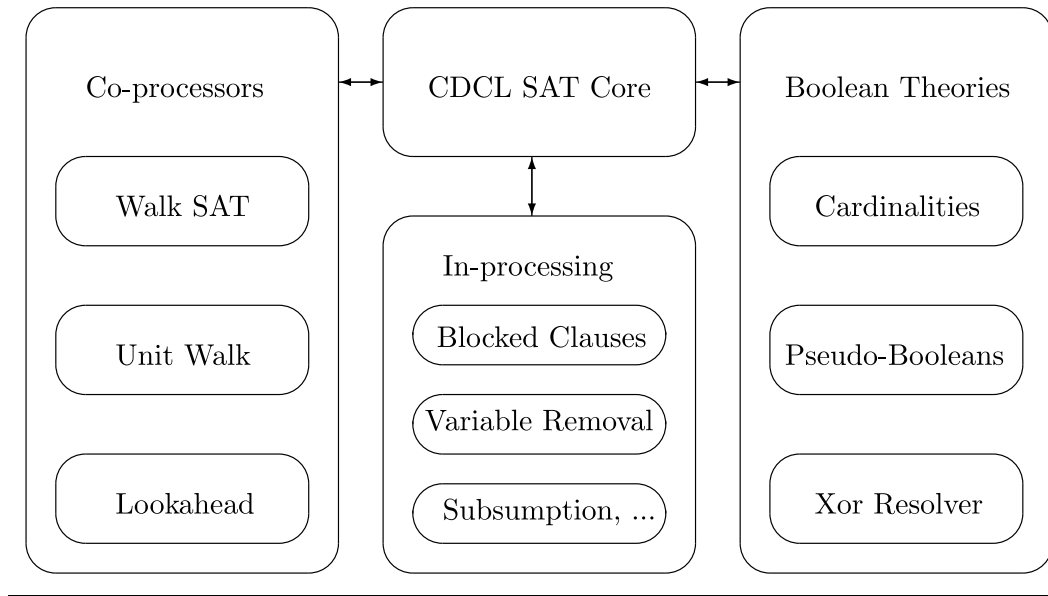 Co-processors
Walk SAT
Unit Walk
Lookahead
CDCL SAT Core
In-processing
Blocked Clauses
Variable Removal
Subsumption, ...
Boolean Theories
Cardinalities
Pseudo-Booleans
Xor Resolver